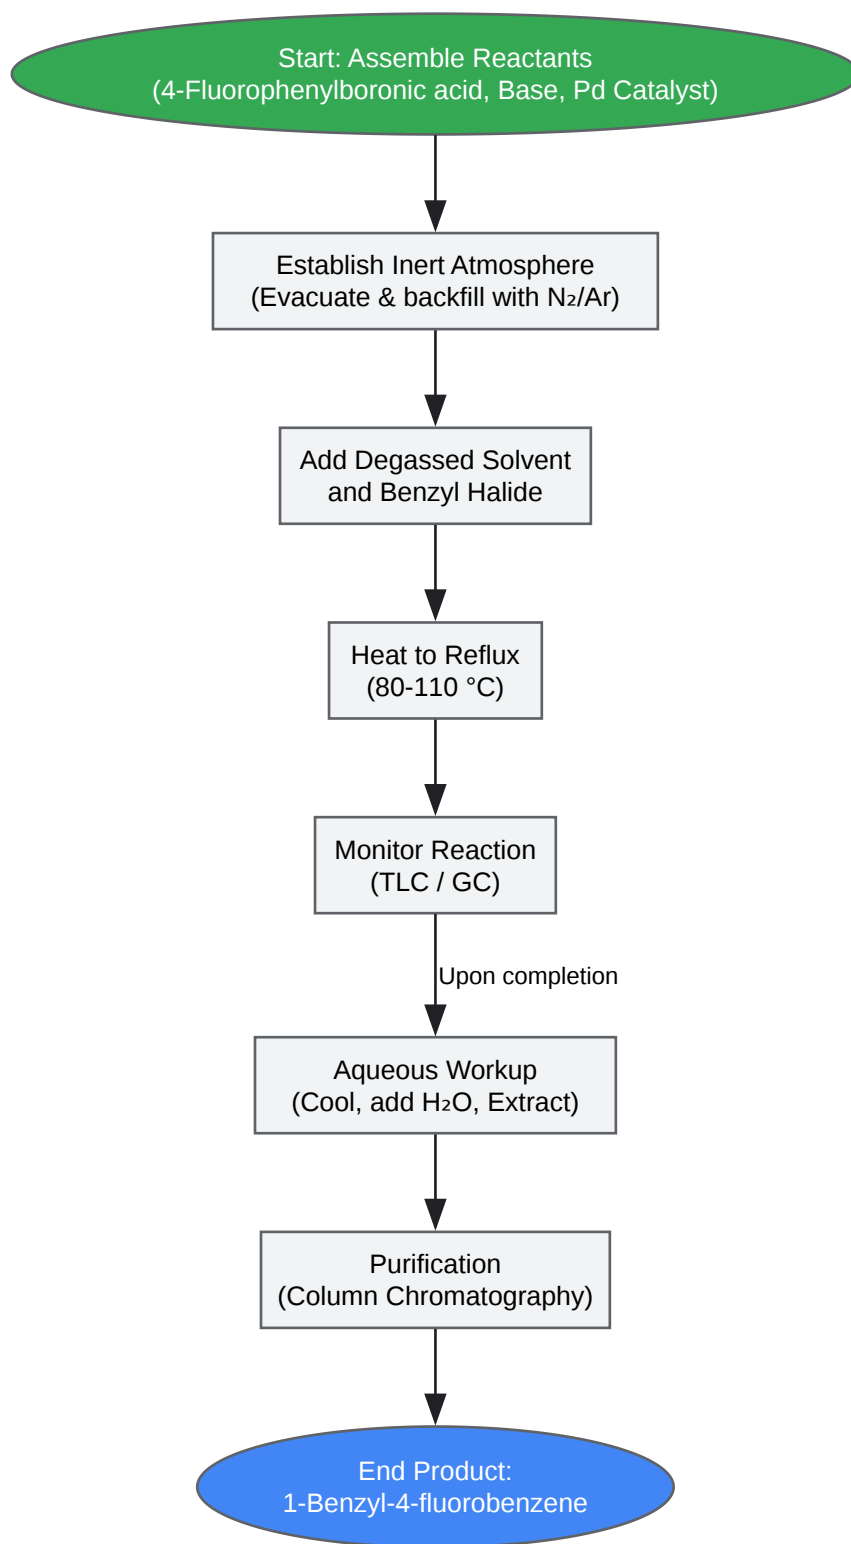 Start: Assemble Reactants
(4-Fluorophenylboronic acid, Base, Pd Catalyst)
Establish Inert Atmosphere
(Evacuate & backfill with N₂/Ar)
Add Degassed Solvent
and Benzyl Halide
Heat to Reflux
(80-110 °C)
Monitor Reaction
(TLC / GC)
Upon completion
Aqueous Workup
(Cool, add H₂O, Extract)
Purification
(Column Chromatography)
End Product:
1-Benzyl-4-fluorobenzene